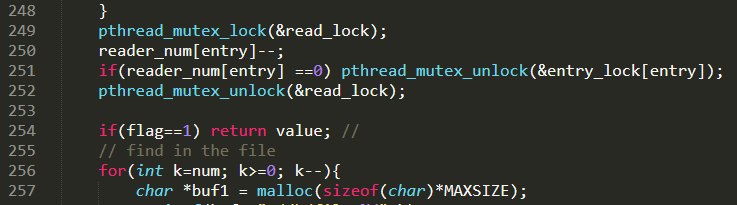 248 }
249 pthread_mutex_lock(&read_lock);
250 reader_num[entry]--;
251 if(reader_num[entry] ==0) pthread_mutex_unlock(&entry_lock[entry]);
252 pthread_mutex_unlock(&read_lock);
253
254 if(flag==1) return value; //
255 // find in the file
256 for(int k=num; k>=0; k--){
257 char *buf1 = malloc(sizeof(char)*MAXSIZE);